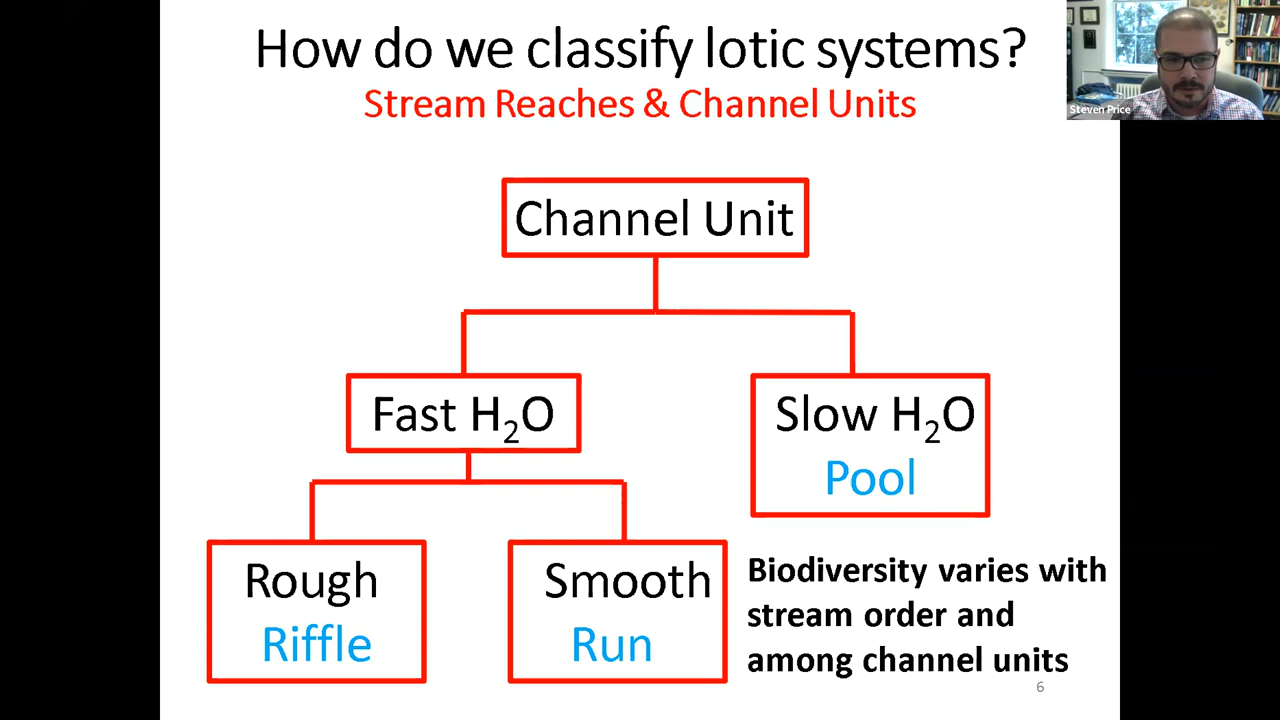 How do we classify lotic systems?
Stream Reaches & Channel Units
Steven Price
Channel Unit
Fast H₂O
Slow H₂O
Pool
Rough
Riffle
Smooth
Run
Biodiversity varies with
stream order and
among channel units
6